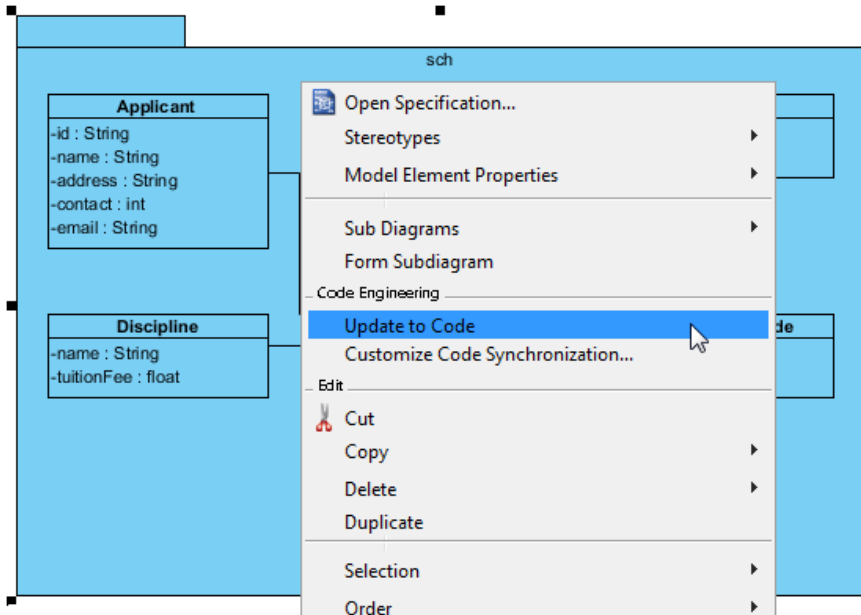 sch
Applicant
-id : String
-name : String
-address : String
-contact : int
-email : String
Discipline
-name : String
-tuitionFee : float
Open Specification...
Stereotypes
Model Element Properties
Sub Diagrams
Form Subdiagram
Code Engineering
Update to Code
Customize Code Synchronization...
Edit
Cut
Copy
Delete
Duplicate
Selection
Order